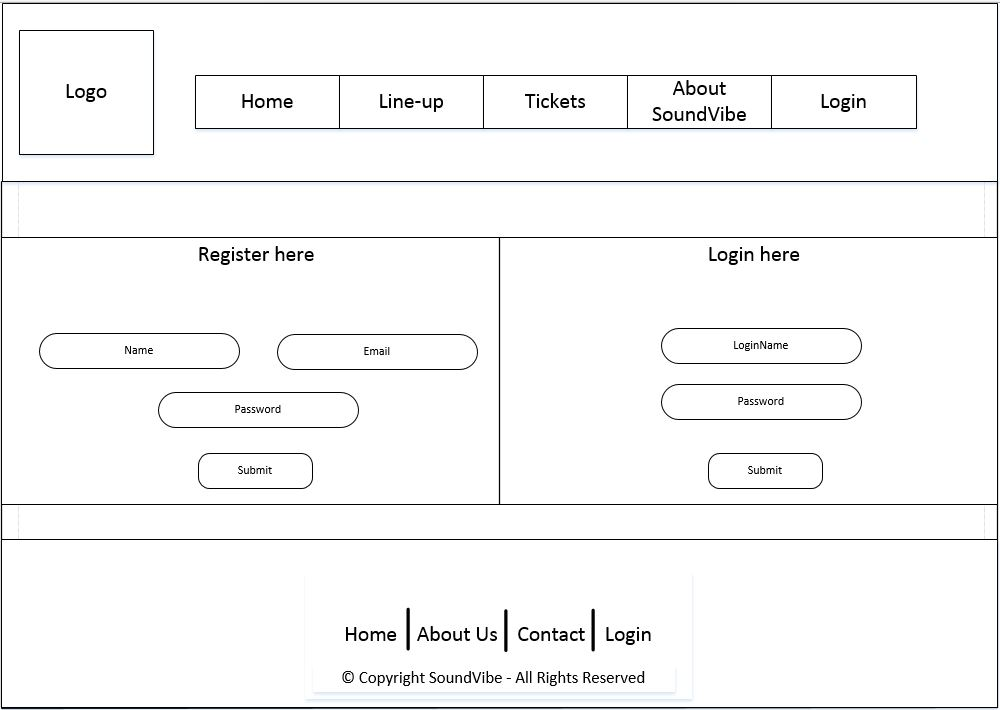 Logo
Home
Line-up
Tickets
About
SoundVibe
Login
Register here
Name
Email
Password
Submit
Login here
LoginName
Password
Submit
Home | About Us | Contact | Login
© Copyright SoundVibe - All Rights Reserved